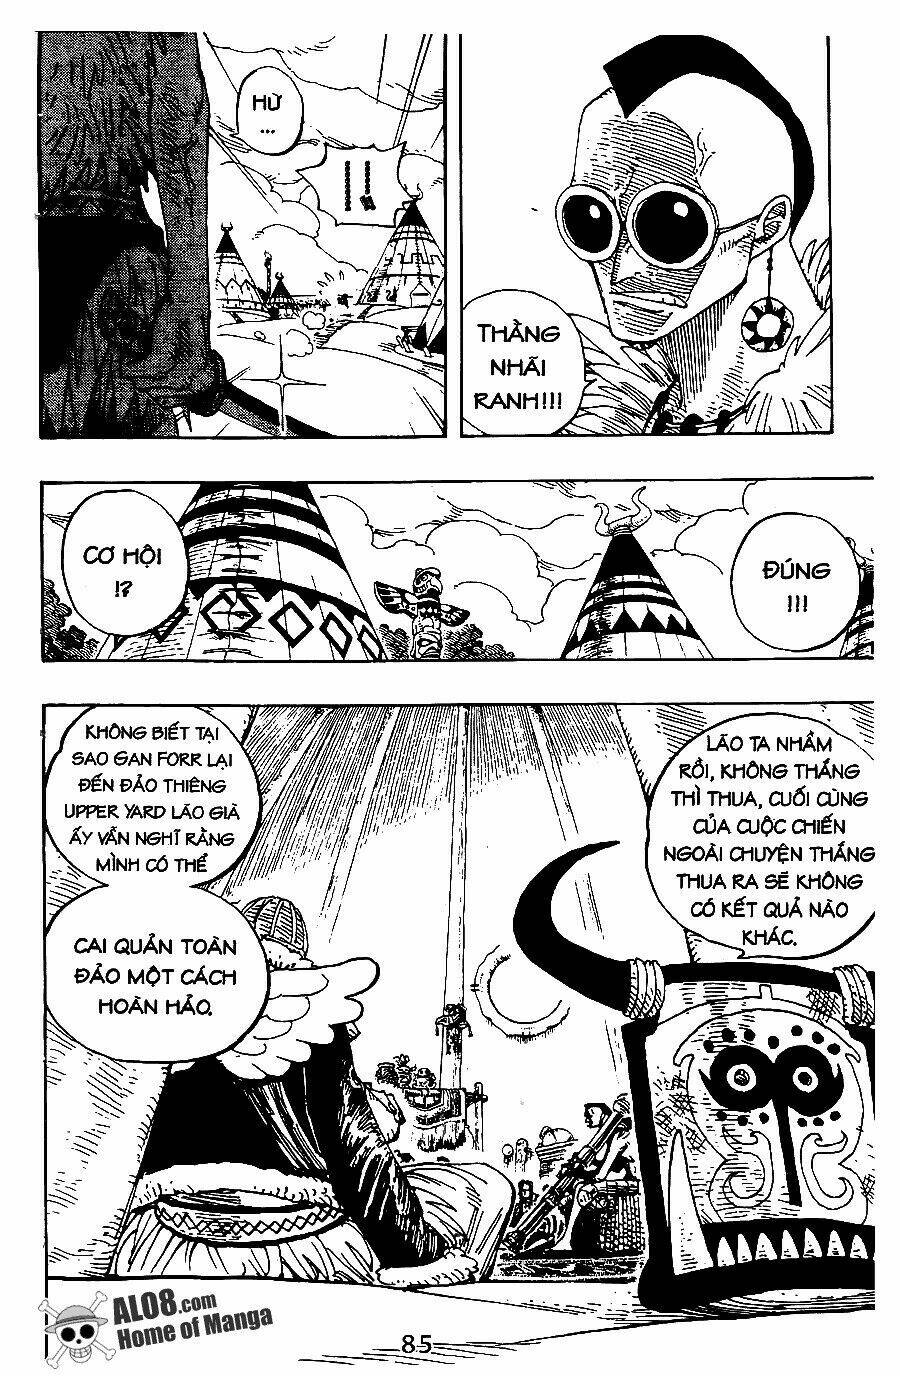 HỪ
...
THẰNG
NHÃI
RANH!!!
CƠ HỘI
!?
ĐÚNG
!!!
KHÔNG BIẾT TẠI
SAO GAN FORR LẠI
ĐẾN ĐẢO THIÊNG
UPPER YARD LÃO GIÀ
ẤY VẨN NGHĨ RẰNG
MÌNH CÓ THỂ
CAI QUẢN TOÀN
ĐẢO MỘT CÁCH
HOÀN HẢO.
LÃO TA NHẦM
RỒI, KHÔNG THẮNG
THÌ THUA, CUỐI CÙNG
CỦA CUỘC CHIẾN
NGOÀI CHUYỆN THẮNG
THUA RA SẼ KHÔNG
CÓ KẾT QUẢ NÀO
KHÁC.
ALO8.com
Home of Manga
85